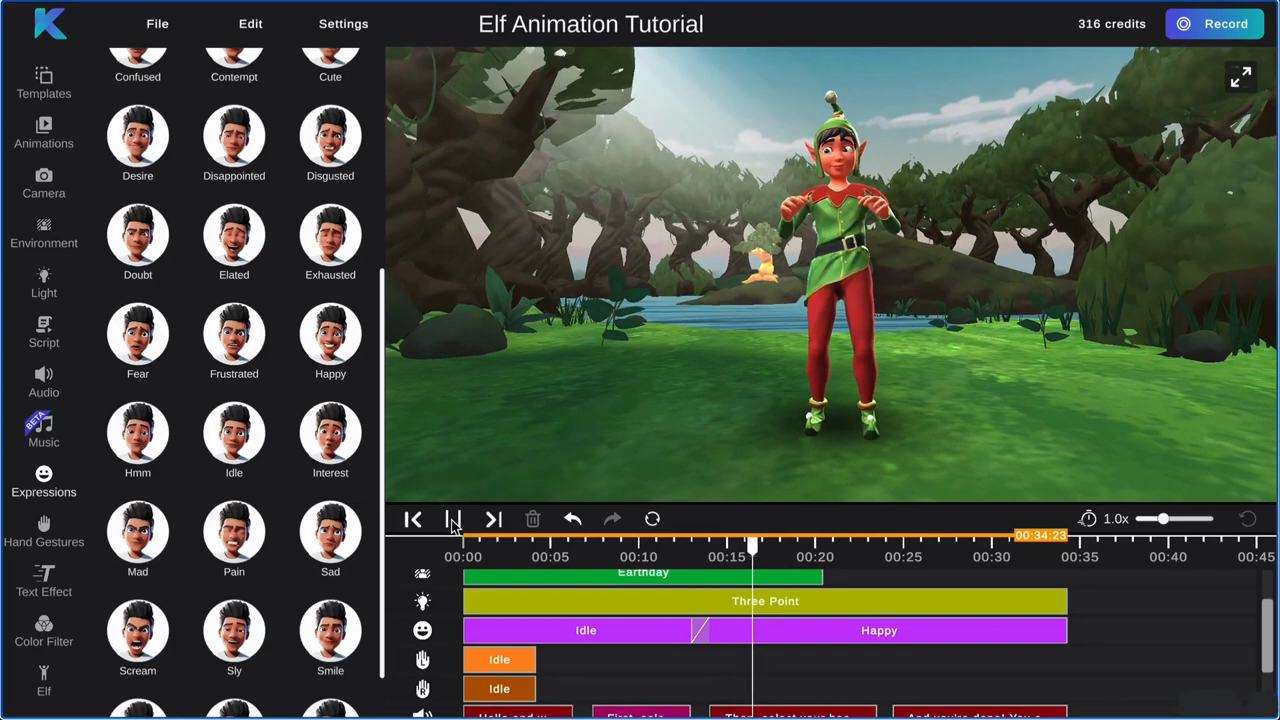 File Edit Settings Elf Animation Tutorial 316 credits Record
Templates
Animations
Camera
Environment
Light
Script
Audio
BETA
Music
Expressions
Hand Gestures
Text Effect
Color Filter
Elf
Confused Contempt Cute
Desire Disappointed Disgusted
Doubt Elated Exhausted
Fear Frustrated Happy
Hmm Idle Interest
Mad Pain Sad
Scream Sly Smile
1.0x
00:34:23
00:00 00:05 00:10 00:15 00:20 00:25 00:30 00:35 00:40 00:45
Earthday
Three Point
Idle Happy
L Idle
R Idle